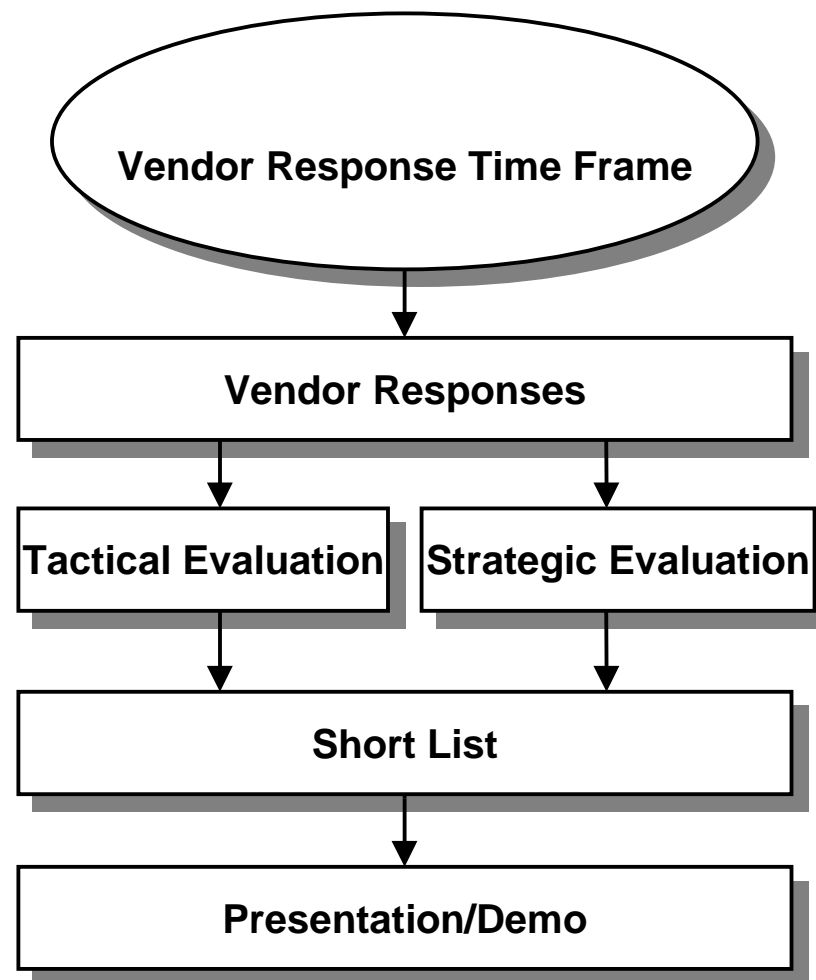 Vendor Response Time Frame
Vendor Responses
Tactical Evaluation
Strategic Evaluation
Short List
Presentation/Demo